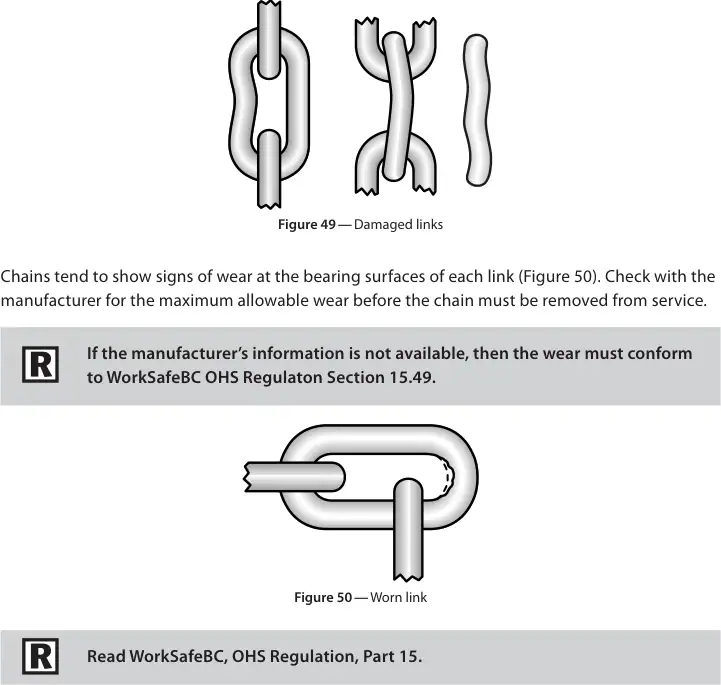 Figure 49 — Damaged links
Chains tend to show signs of wear at the bearing surfaces of each link (Figure 50). Check with the
manufacturer for the maximum allowable wear before the chain must be removed from service.
R
If the manufacturer’s information is not available, then the wear must conform
to WorkSafeBC OHS Regulaton Section 15.49.
Figure 50 — Worn link
R
Read WorkSafeBC, OHS Regulation, Part 15.